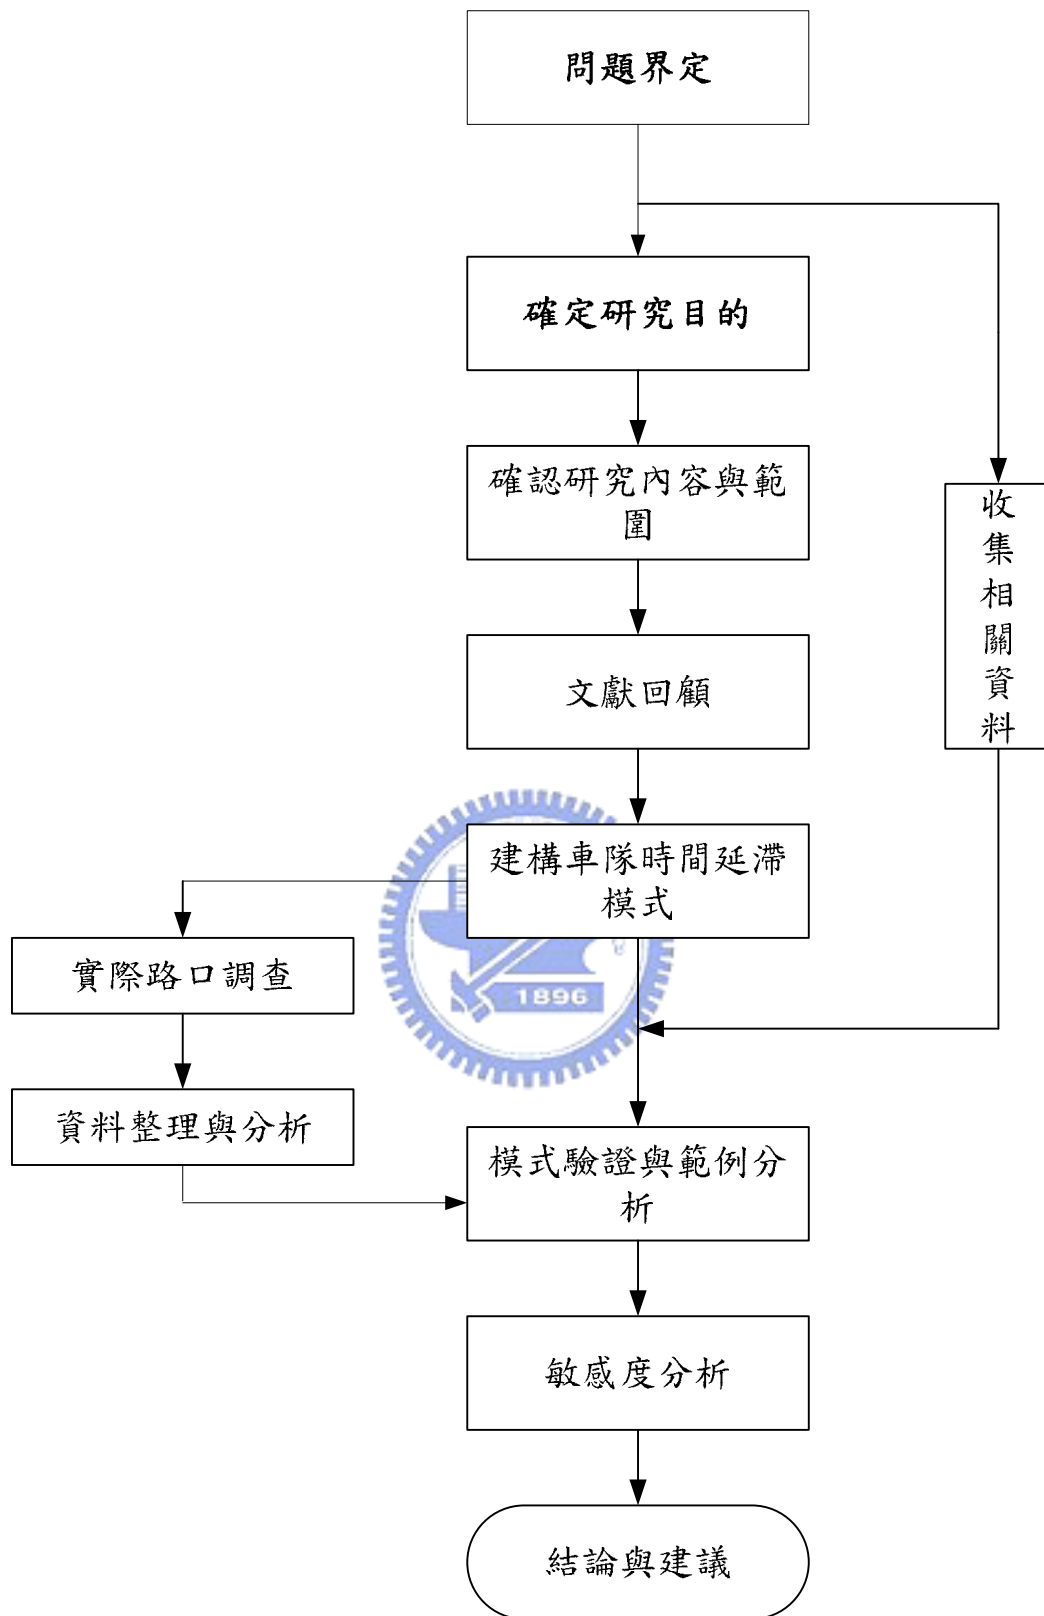 問題界定
確定研究目的
確認研究內容與範
圍
收
集
相
關
資
料
文獻回顧
建構車隊時間延滯
模式
實際路口調查
1896
資料整理與分析
模式驗證與範例分
析
敏感度分析
結論與建議